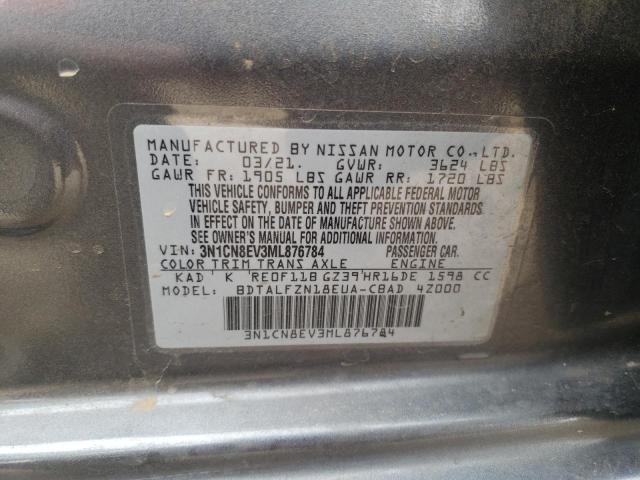 MANUFACTURED BY NISSAN MOTOR CO.,LTD.
DATE: 03/21. GVWR: 3624 LBS
GAWR FR: 1905 LBS GAWR RR: 1720 LBS
THIS VEHICLE CONFORMS TO ALL APPLICABLE FEDERAL MOTOR
VEHICLE SAFETY, BUMPER AND THEFT PREVENTION STANDARDS
IN EFFECT ON THE DATE OF MANUFACTURE SHOWN ABOVE.
SEE OWNER'S MANUAL FOR ADDITIONAL INFORMATION.
VIN: 3N1CN8EV3ML876784 PASSENGER CAR.
COLOR TRIM TRANS AXLE ENGINE
KAD K RE0F11B GZ39 HR16DE 1598 CC
MODEL: BDTALFZN18EUA-CBAD 4Z000
3N1CN8EV3ML876784